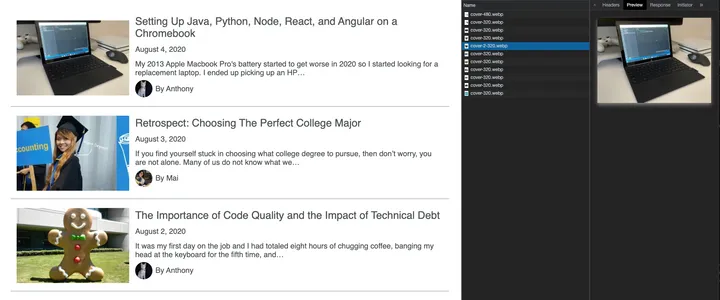 Setting Up Java, Python, Node, React, and Angular on a
Chromebook
August 4, 2020
My 2013 Apple Macbook Pro's battery started to get worse in 2020 so I started looking for a
replacement laptop. I ended up picking up an HP…
By Anthony
accounting
Retrospect: Choosing The Perfect College Major
August 3, 2020
If you find yourself stuck in choosing what college degree to pursue, then don't worry, you
are not alone. Many of us do not know what we…
By Mai
The Importance of Code Quality and the Impact of Technical Debt
August 2, 2020
It was my first day on the job and I had totaled eight hours of chugging coffee, banging my
head at the keyboard for the fifth time, and…
By Anthony
Name
cover-480.webp
cover-320.webp
cover-320.webp
cover-320.webp
cover-2-320.webp
cover-320.webp
cover-320.webp
cover-320.webp
cover-320.webp
cover-320.webp
cover-320.webp
Headers Preview Response Initiator »